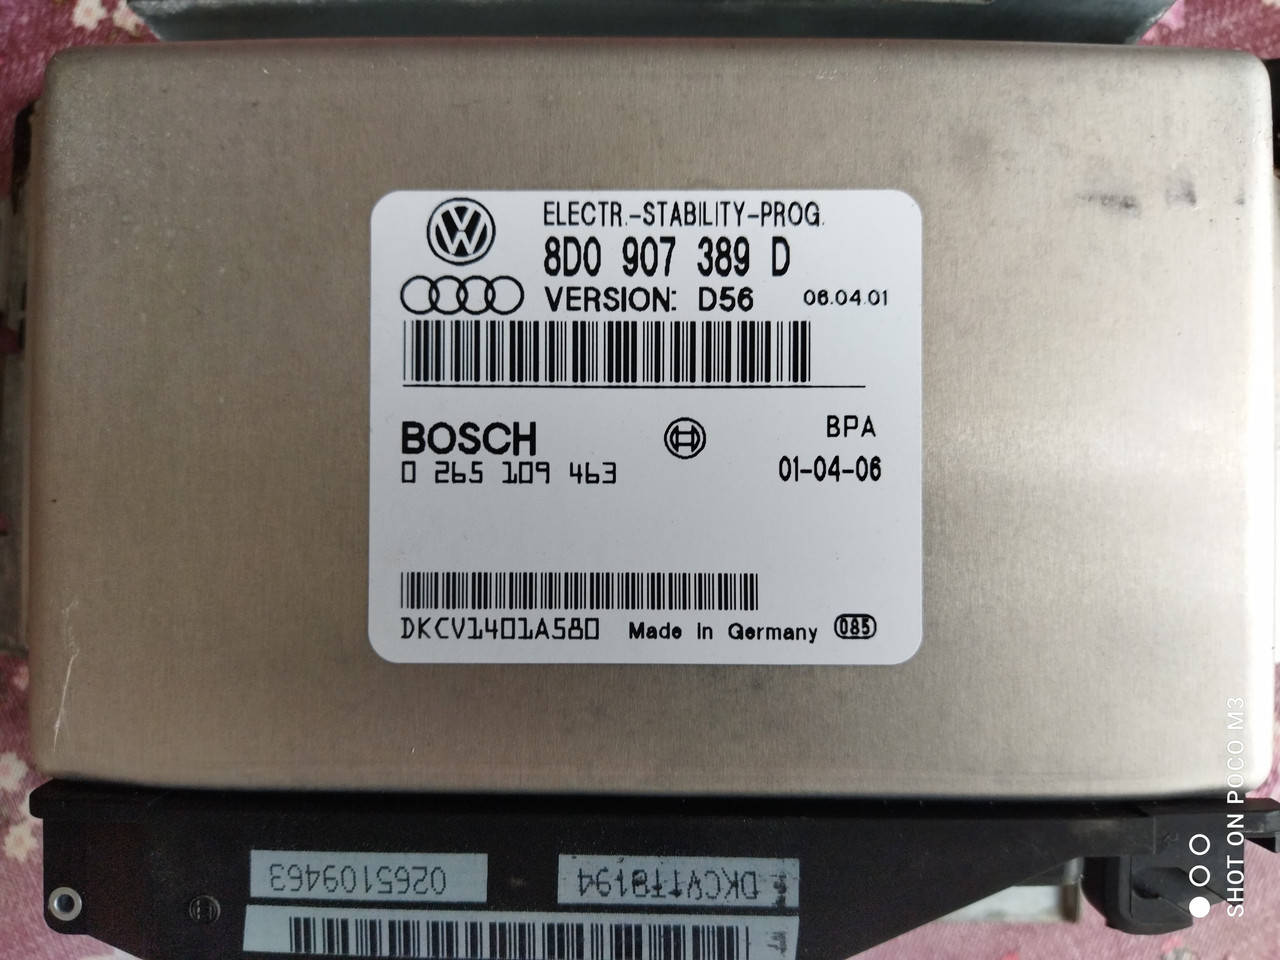 ELECTR.-STABILITY-PROG.
8D0 907 389 D
VERSION: D56 06.04.01
BOSCH BPA
0 265 109 463 01-04-06
DKCV1401A580 Made in Germany 085
0265109463
SHOT ON POCO M3